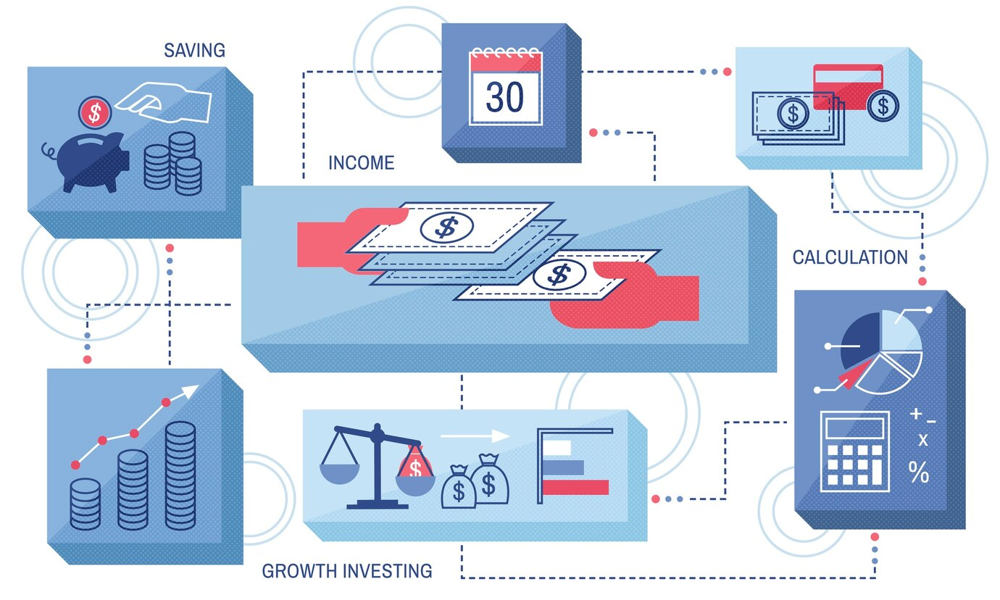 SAVING
$
INCOME
30
$ $
$
$
CALCULATION
+ -
x
%
$
$ $
GROWTH INVESTING